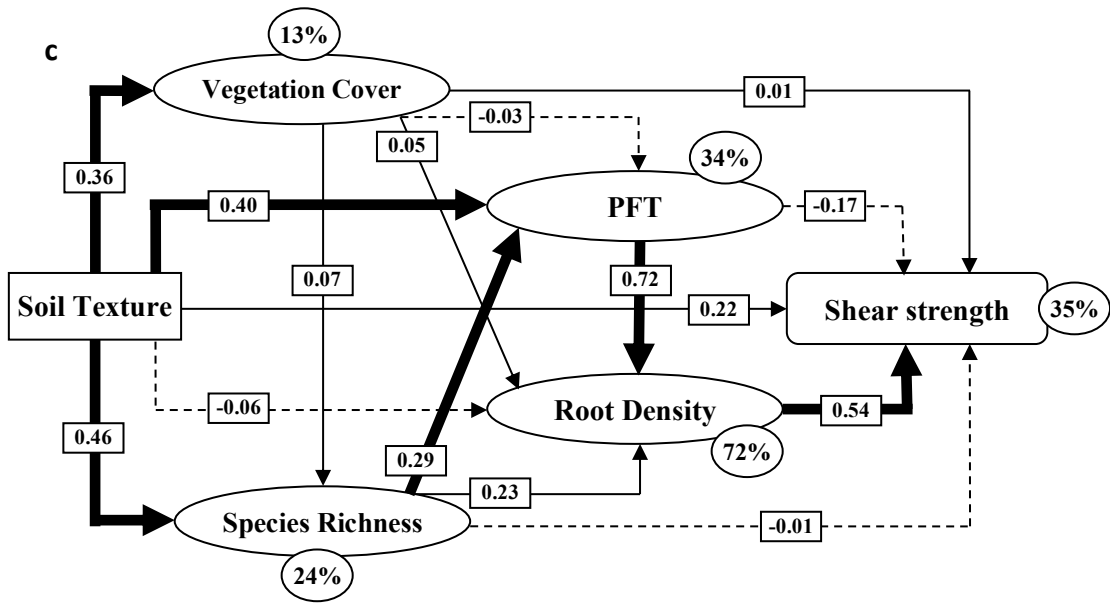 c
13%
Vegetation Cover
0.01
-0.03
0.05
34%
0.36
0.40
PFT
-0.17
0.07
0.72
Soil Texture
0.22
Shear strength
35%
-0.06
Root Density
0.54
0.46
72%
0.29
0.23
Species Richness
-0.01
24%